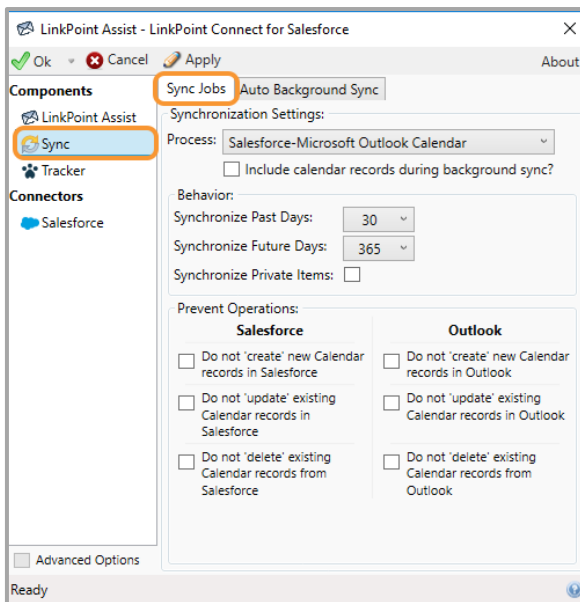 LinkPoint Assist - LinkPoint Connect for Salesforce
Ok
Cancel
Apply
About
Components
LinkPoint Assist
Sync
Tracker
Connectors
Salesforce
Advanced Options
Sync Jobs
Auto Background Sync
Synchronization Settings:
Process: Salesforce-Microsoft Outlook Calendar
Include calendar records during background sync?
Behavior:
Synchronize Past Days: 30
Synchronize Future Days: 365
Synchronize Private Items:
Prevent Operations:
Salesforce
Do not 'create' new Calendar
records in Salesforce
Do not 'update' existing
Calendar records in
Salesforce
Do not 'delete' existing
Calendar records from
Salesforce
Outlook
Do not 'create' new Calendar
records in Outlook
Do not 'update' existing
Calendar records in Outlook
Do not 'delete' existing
Calendar records from
Outlook
Ready